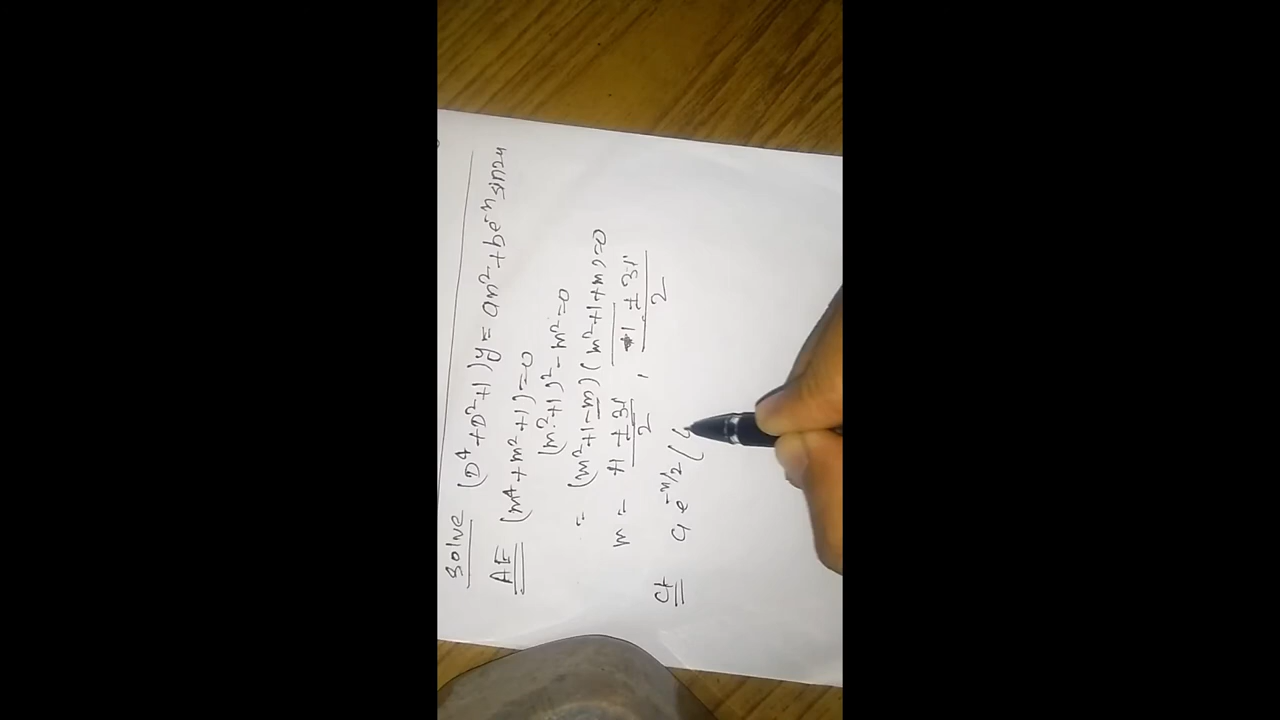 Solve (D⁴+D²+1)y = ax²+be⁻ˣ sin2x
AE (m⁴+m²+1)=0
(m²+1)²-m²=0
= (m²+1-m)(m²+1+m)=0
m = +1 ± 3i / 2 , -1 ± 3i / 2
CF C₁ e⁻ˣ/² (